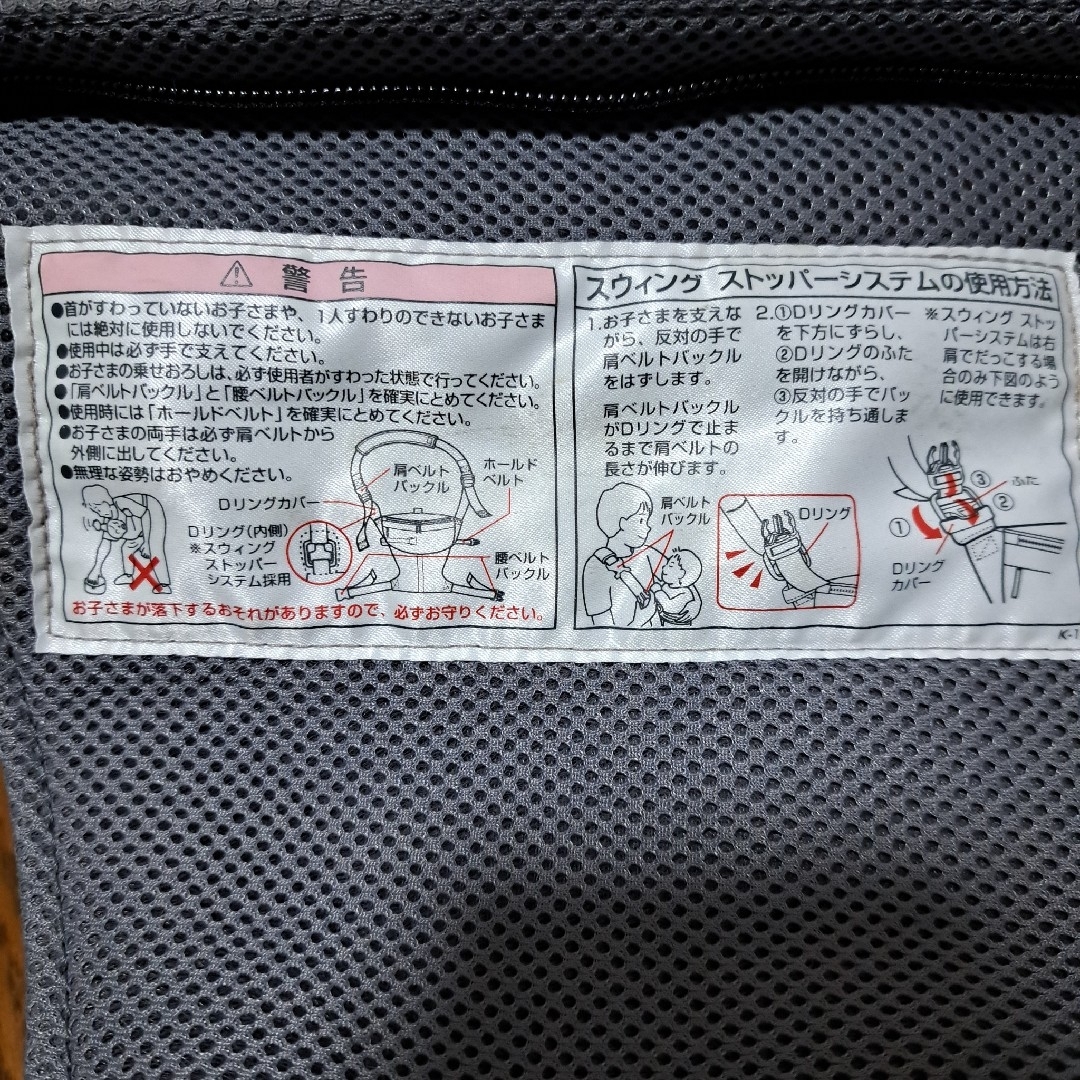 ⚠ 警告
●首がすわっていないお子さまや、1人すわりのできないお子さま
には絶対に使用しないでください。
●使用中は必ず手で支えてください。
●お子さまの乗せおろしは、必ず使用者がすわった状態で行ってください。
●「肩ベルトバックル」と「腰ベルトバックル」を確実にとめてください。
●使用時には「ホールドベルト」を確実にとめてください。
●お子さまの両手は必ず肩ベルトから
外側に出してください。
●無理な姿勢はおやめください。
肩ベルト
バックル
ホールド
ベルト
Dリングカバー
Dリング(内側)
※スウィング
ストッパー
システム採用
腰ベルト
バックル
お子さまが落下するおそれがありますので、必ずお守りください。
スウィング ストッパーシステムの使用方法
1.お子さまを支えな
がら、反対の手で
肩ベルトバックル
をはずします。
肩ベルトバックル
がDリングで止ま
るまで肩ベルトの
長さが伸びます。
肩ベルト
バックル
Dリング
2.①Dリングカバー
を下方にずらし、
②Dリングのふた
を開けながら、
③反対の手でバッ
クルを持ち通しま
す。
※スウィング ストッ
パーシステムは右
肩でだっこする場
合のみ下図のよう
に使用できます。
③
ふた
②
①
Dリング
カバー
K-1